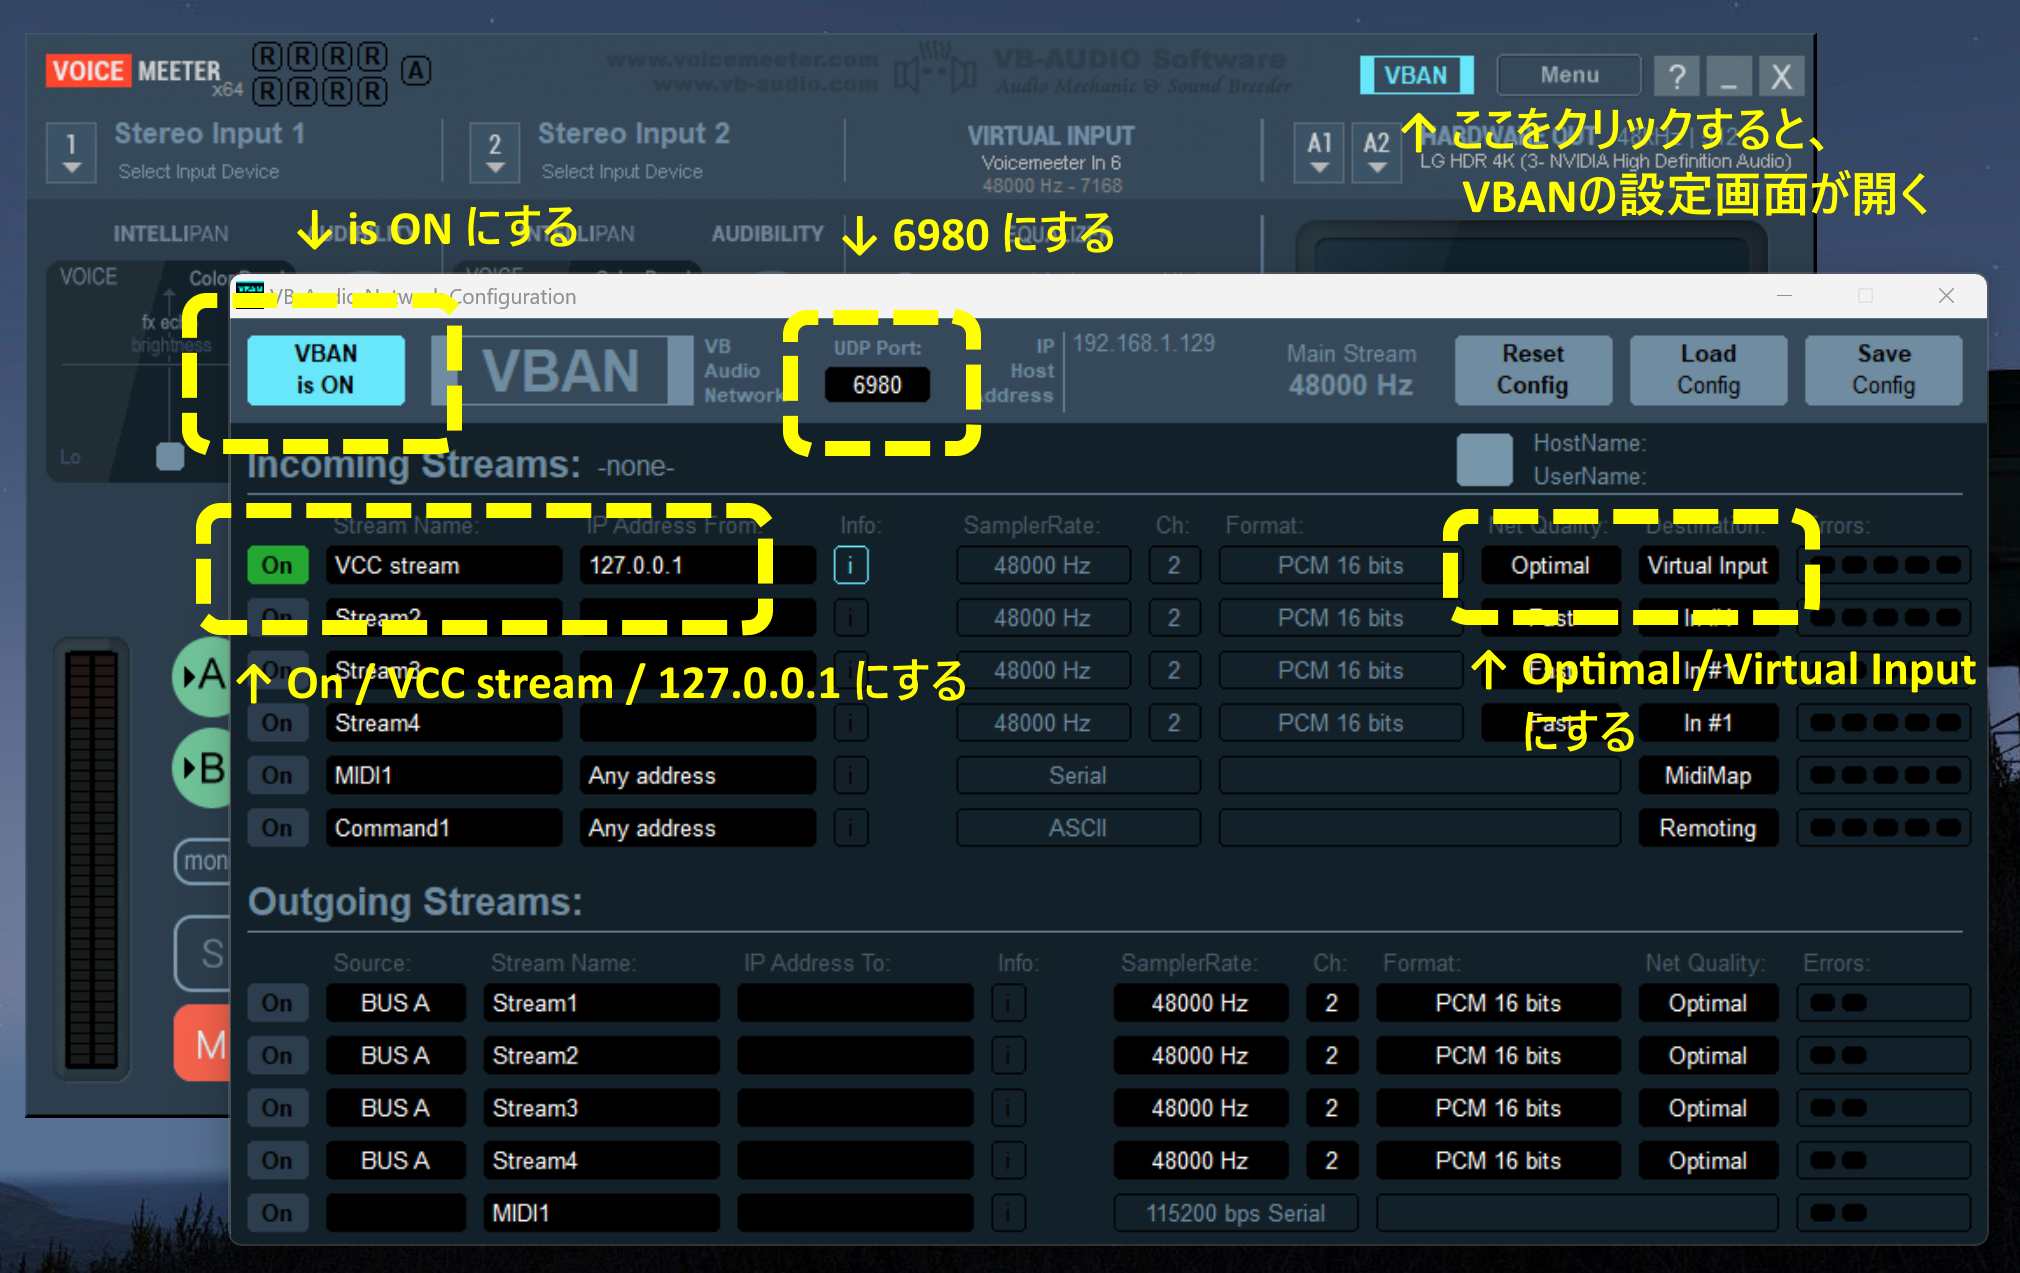 VOICE MEETER x64
R R R R A
R R R R
www.voicemeeter.com
www.vb-audio.com
VB-AUDIO Software
Audio Mechanic & Sound Breeder
VBAN
Menu
? _ X
↑ ここをクリックすると、
VBANの設定画面が開く
1
Stereo Input 1
Select Input Device
2
Stereo Input 2
Select Input Device
VIRTUAL INPUT
Voicemeeter In 6
48000 Hz - 7168
A1 A2
HARDWARE OUT
LG HDR 4K (3- NVIDIA High Definition Audio)
↓ is ON にする
↓ 6980 にする
INTELLIPAN AUDIBILITY
INTELLIPAN AUDIBILITY
EQUALIZER
VOICE
fx echo
brightness
Lo
VB-Audio Network Configuration
VBAN
is ON
VBAN
VB
Audio
Network
UDP Port:
6980
IP
Host
Address
192.168.1.129
Main Stream
48000 Hz
Reset
Config
Load
Config
Save
Config
Incoming Streams: -none-
HostName:
UserName:
Stream Name: IP Address From: Info: SamplerRate: Ch: Format: Net Quality: Destination: Errors:
On VCC stream 127.0.0.1 i 48000 Hz 2 PCM 16 bits Optimal Virtual Input
On Stream2 i 48000 Hz 2 PCM 16 bits Fast In #1
On Stream3 i 48000 Hz 2 PCM 16 bits Fast In #1
↑ On / VCC stream / 127.0.0.1 にする
↑ Optimal / Virtual Input
にする
On Stream4 i 48000 Hz 2 PCM 16 bits Fast In #1
On MIDI1 Any address i Serial MidiMap
On Command1 Any address i ASCII Remoting
A
B
mon
S
M
Outgoing Streams:
Source: Stream Name: IP Address To: Info: SamplerRate: Ch: Format: Net Quality: Errors:
On BUS A Stream1 i 48000 Hz 2 PCM 16 bits Optimal
On BUS A Stream2 i 48000 Hz 2 PCM 16 bits Optimal
On BUS A Stream3 i 48000 Hz 2 PCM 16 bits Optimal
On BUS A Stream4 i 48000 Hz 2 PCM 16 bits Optimal
On MIDI1 i 115200 bps Serial